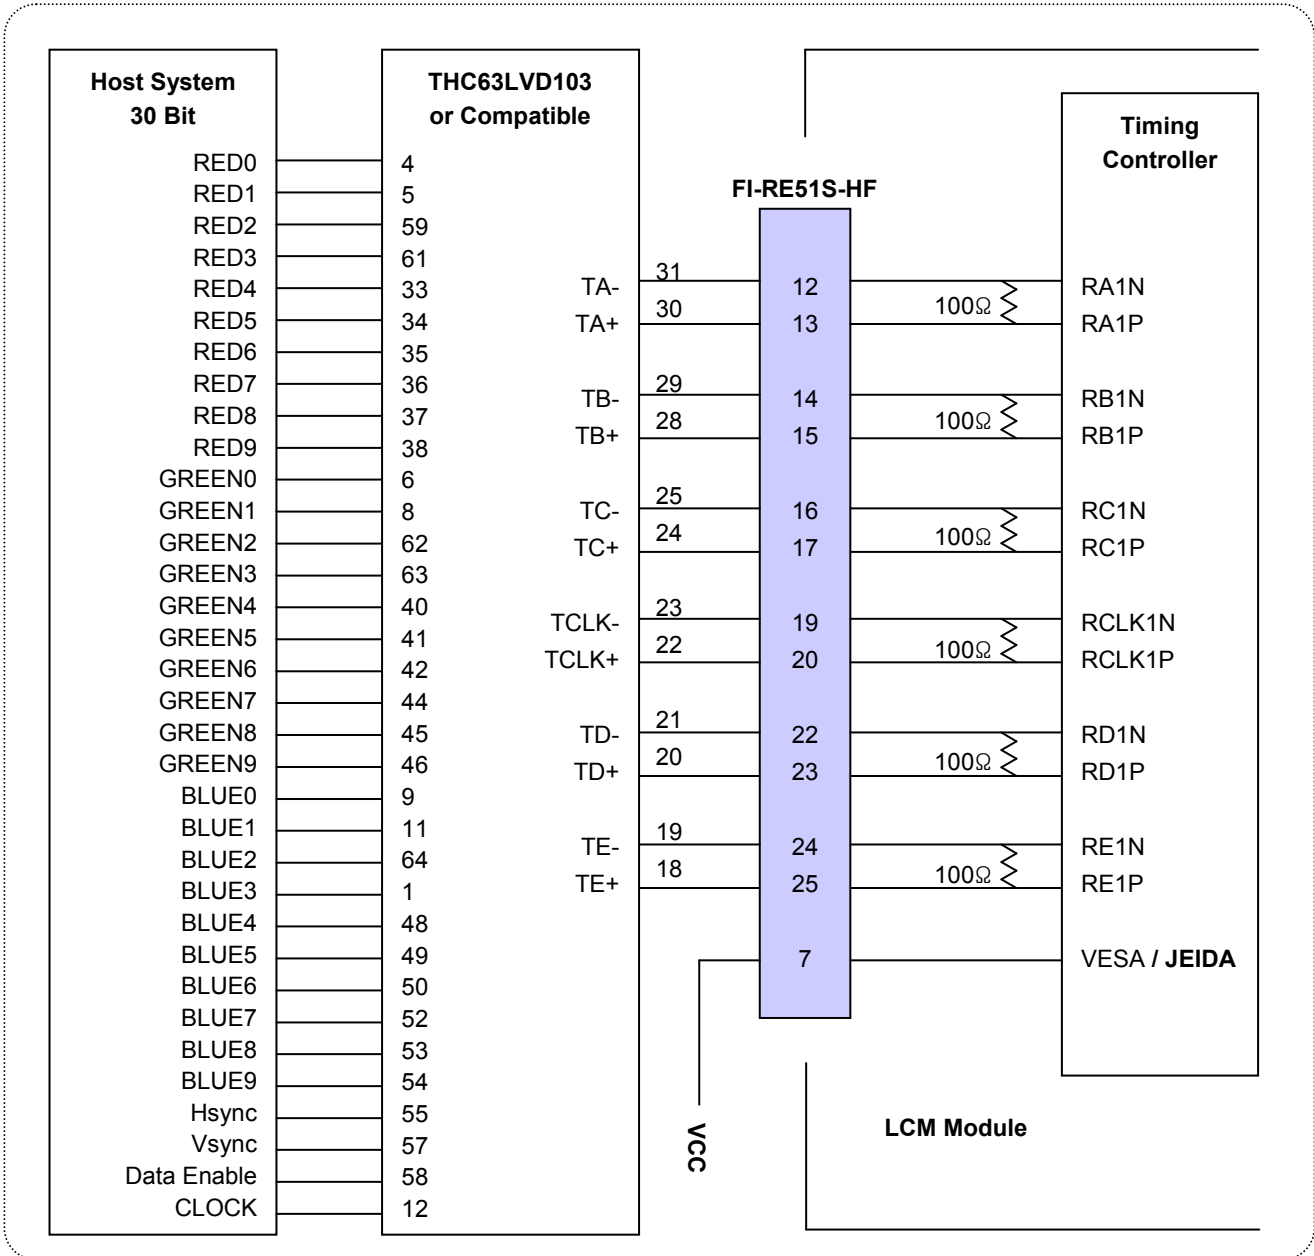 Host System
30 Bit
RED0
RED1
RED2
RED3
RED4
RED5
RED6
RED7
RED8
RED9
GREEN0
GREEN1
GREEN2
GREEN3
GREEN4
GREEN5
GREEN6
GREEN7
GREEN8
GREEN9
BLUE0
BLUE1
BLUE2
BLUE3
BLUE4
BLUE5
BLUE6
BLUE7
BLUE8
BLUE9
Hsync
Vsync
Data Enable
CLOCK
THC63LVD103
or Compatible
4
5
59
61
33
34
35
36
37
38
6
8
62
63
40
41
42
44
45
46
9
11
64
1
48
49
50
52
53
54
55
57
58
12
TA-
TA+
TB-
TB+
TC-
TC+
TCLK-
TCLK+
TD-
TD+
TE-
TE+
31
30
29
28
25
24
23
22
21
20
19
18
FI-RE51S-HF
12
13
14
15
16
17
19
20
22
23
24
25
7
VCC
100Ω
100Ω
100Ω
100Ω
100Ω
100Ω
Timing
Controller
RA1N
RA1P
RB1N
RB1P
RC1N
RC1P
RCLK1N
RCLK1P
RD1N
RD1P
RE1N
RE1P
VESA / JEIDA
LCM Module